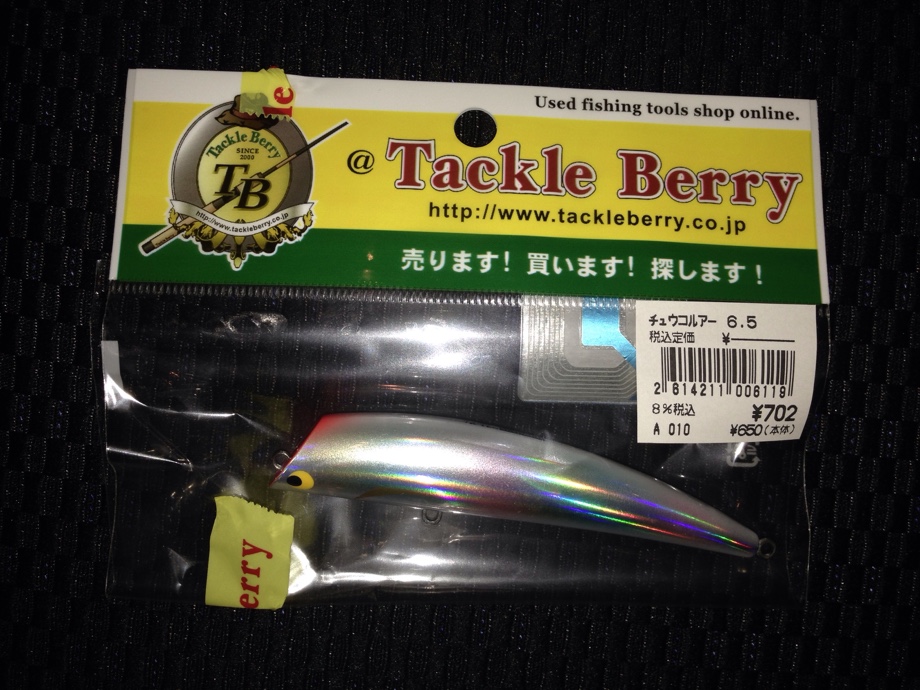 Used fishing tools shop online.
le
Tackle Berry
SINCE
2000
TB
http://www.tackleberry.co.jp
@ Tackle Berry
http://www.tackleberry.co.jp
売ります! 買います! 探します!
チュウコルアー 6.5
税込定価 ¥―
2 614211 006119
8%税込 ¥702
A 010 ¥650(本体)
erry